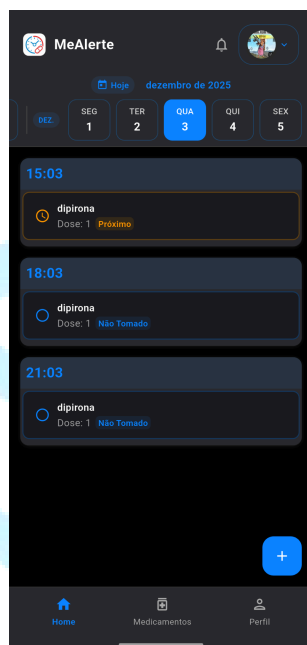 MeAlerte
Hoje dezembro de 2025
DEZ.
SEG TER QUA QUI SEX
1 2 3 4 5
15:03
dipirona
Dose: 1 Próximo
18:03
dipirona
Dose: 1 Não Tomado
21:03
dipirona
Dose: 1 Não Tomado
+
Home Medicamentos Perfil